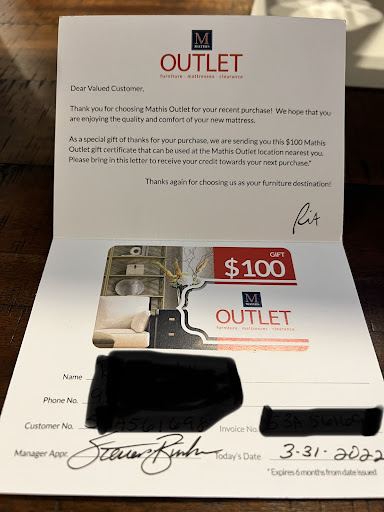 M
MATHIS
OUTLET
furniture · mattresses · clearance
Dear Valued Customer,
Thank you for choosing Mathis Outlet for your recent purchase! We hope that you
are enjoying the quality and comfort of your new mattress.
As a special gift of thanks for your purchase, we are sending you this $100 Mathis
Outlet gift certificate that can be used at the Mathis Outlet location nearest you.
Please bring in this letter to receive your credit towards your next purchase.*
Thanks again for choosing us as your furniture destination!
GIFT
$100
M
MATHIS
OUTLET
furniture · mattresses · clearance
Name
Phone No.
Customer No. Invoice No.
Manager Appr. Today's Date 3-31-2022
*Expires 6 months from date issued.